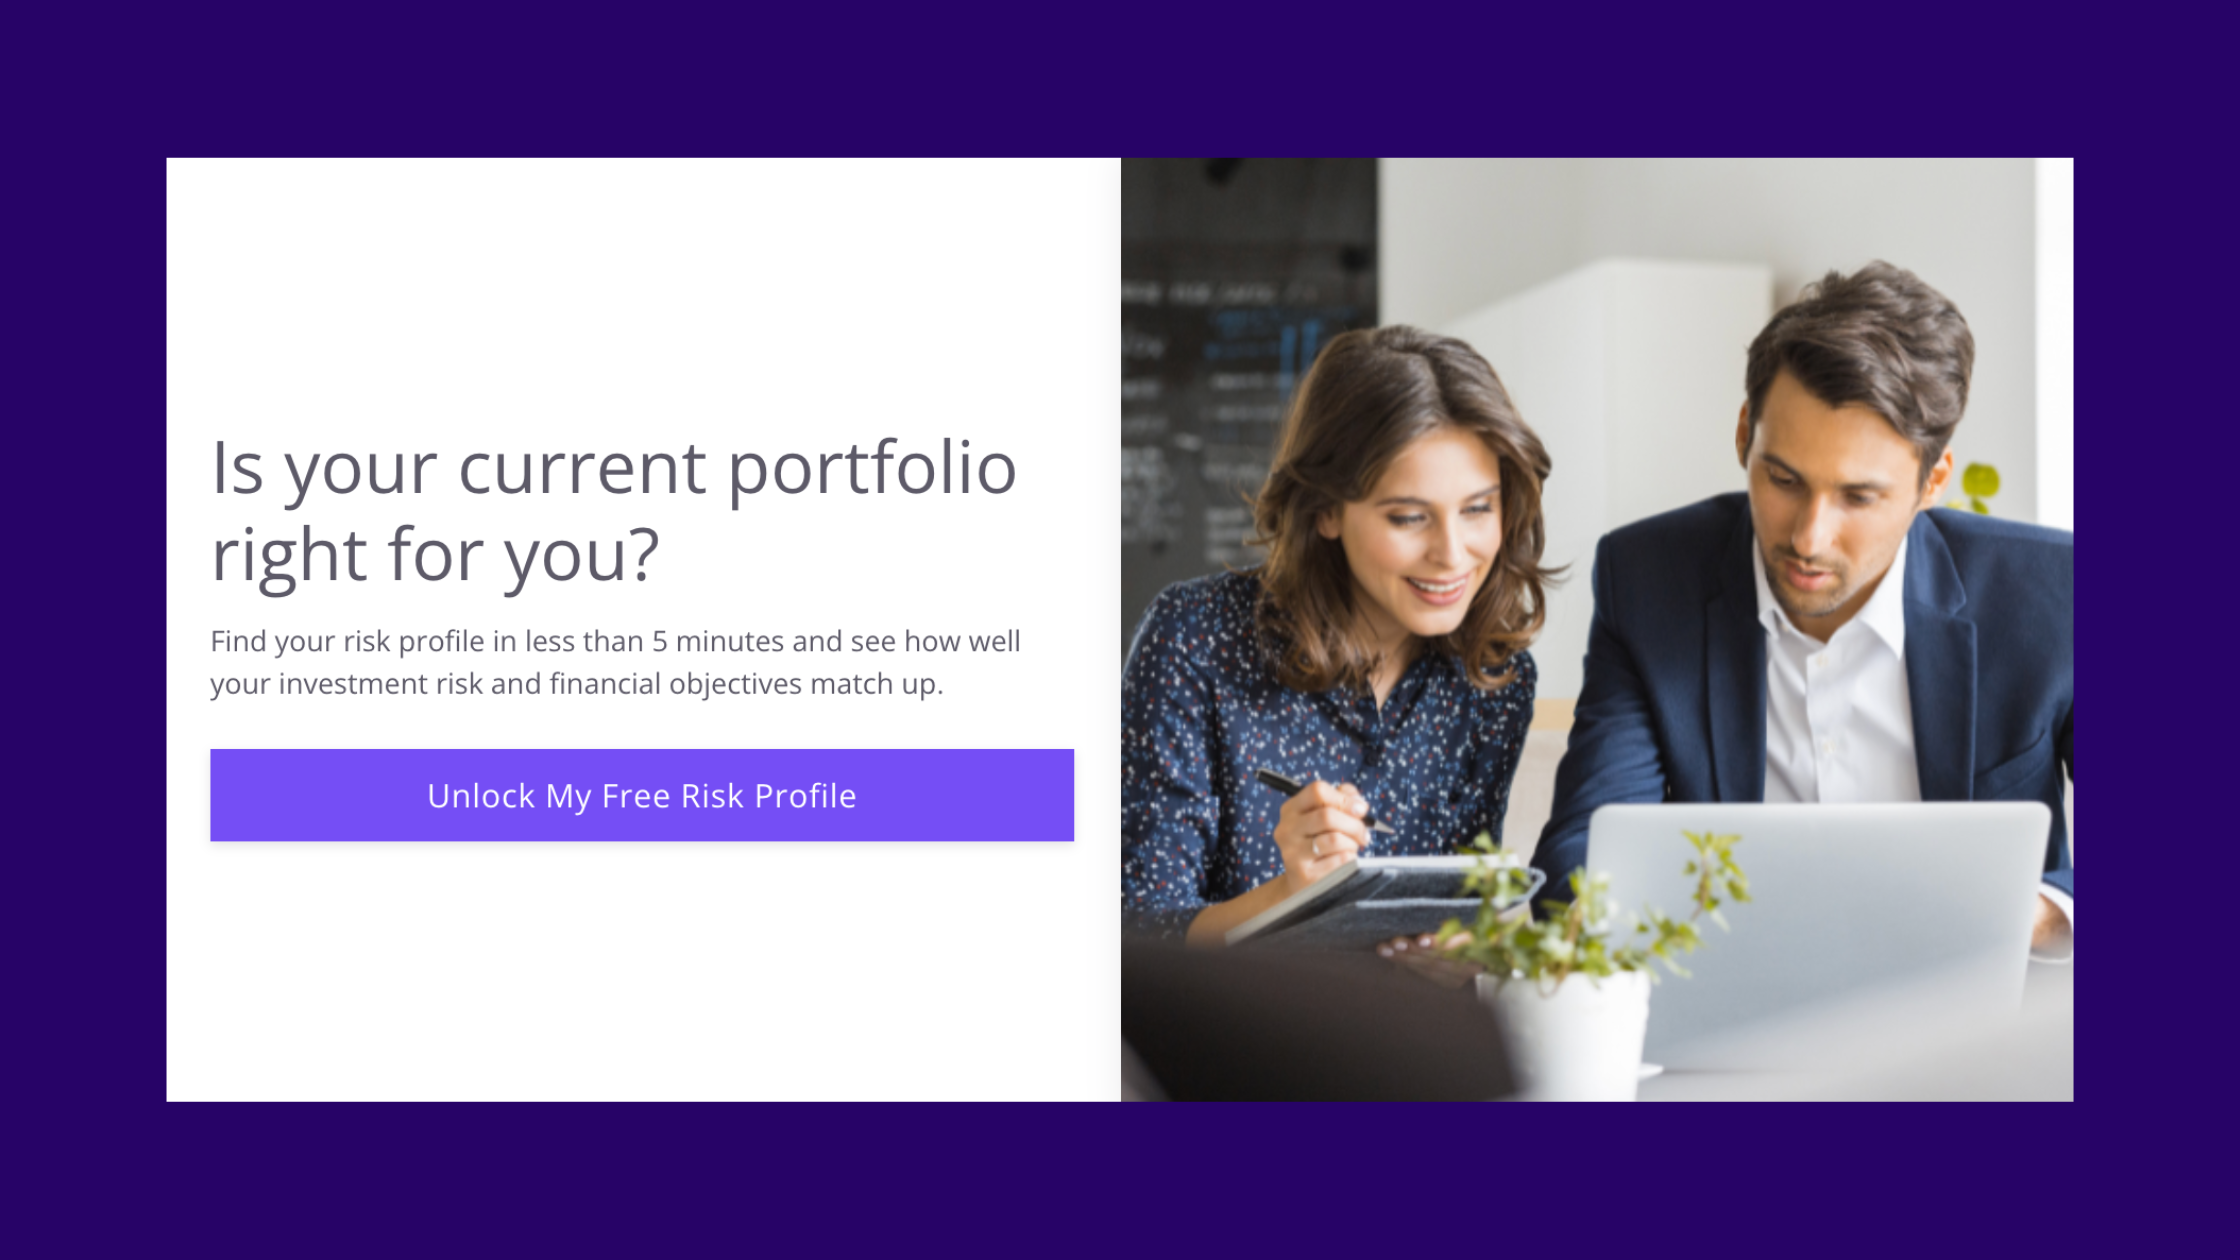 Is your current portfolio
right for you?
Find your risk profile in less than 5 minutes and see how well
your investment risk and financial objectives match up.
Unlock My Free Risk Profile